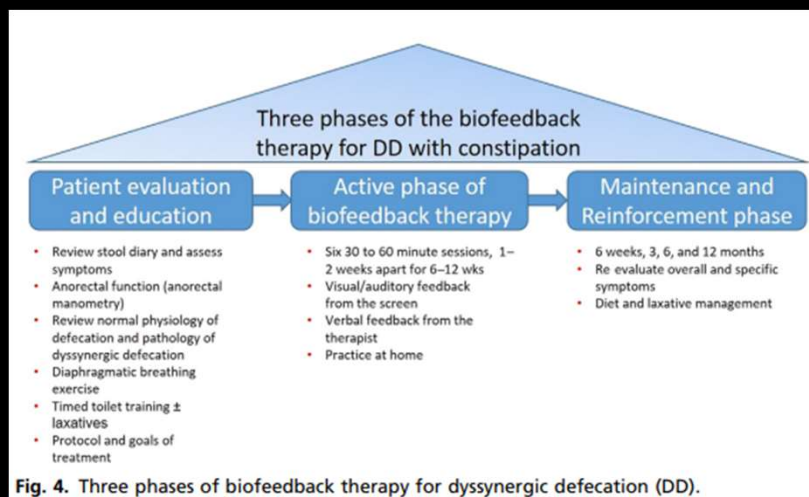 Three phases of the biofeedback
therapy for DD with constipation
Patient evaluation
and education
• Review stool diary and assess
symptoms
• Anorectal function (anorectal
manometry)
• Review normal physiology of
defecation and pathology of
dyssynergic defecation
• Diaphragmatic breathing
exercise
• Timed toilet training ±
laxatives
• Protocol and goals of
treatment
Active phase of
biofeedback therapy
• Six 30 to 60 minute sessions, 1–
2 weeks apart for 6–12 wks
• Visual/auditory feedback
from the screen
• Verbal feedback from the
therapist
• Practice at home
Maintenance and
Reinforcement phase
• 6 weeks, 3, 6, and 12 months
• Re evaluate overall and specific
symptoms
• Diet and laxative management
Fig. 4. Three phases of biofeedback therapy for dyssynergic defecation (DD).